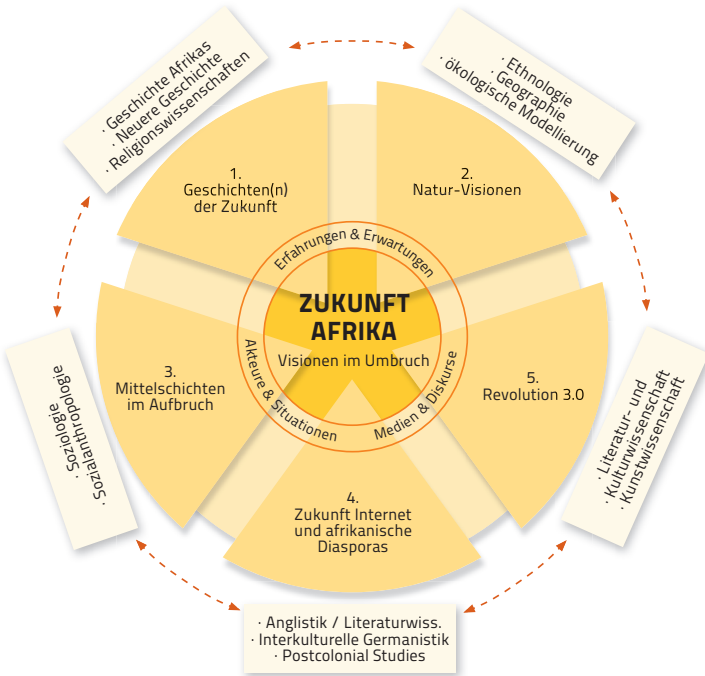 · Geschichte Afrikas
· Neuere Geschichte
· Religionswissenschaften
· Ethnologie
· Geographie
· ökologische Modellierung
1.
Geschichten(n)
der Zukunft
2.
Natur-Visionen
Erfahrungen & Erwartungen
ZUKUNFT
AFRIKA
Visionen im Umbruch
Akteure & Situationen
Medien & Diskurse
3.
Mittelschichten
im Aufbruch
5.
Revolution 3.0
· Soziologie
· Sozialanthropologie
· Literatur- und
· Kulturwissenschaft
· Kunstwissenschaft
4.
Zukunft Internet
und afrikanische
Diasporas
· Anglistik / Literaturwiss.
· Interkulturelle Germanistik
· Postcolonial Studies